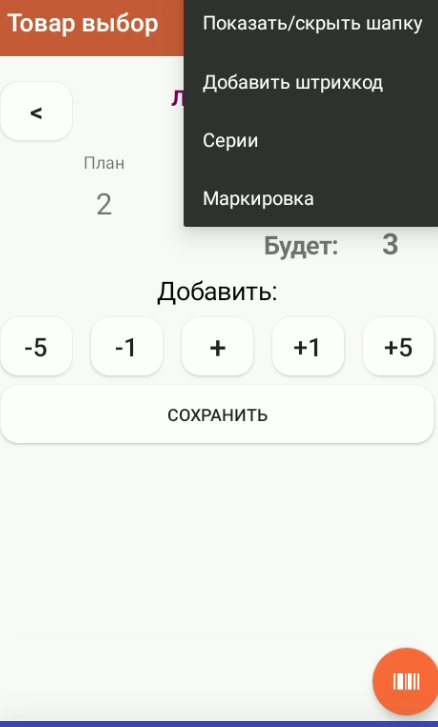 Товар выбор
Показать/скрыть шапку
Добавить штрихкод
Серии
Маркировка
<
План
2
Будет: 3
Добавить:
-5 -1 + +1 +5
СОХРАНИТЬ